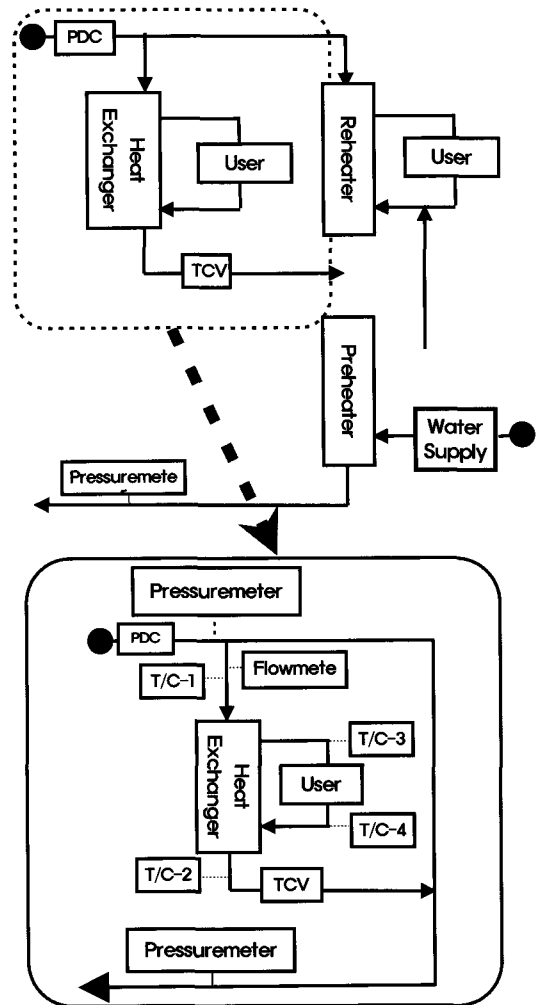 PDC
Heat
Exchanger
User
Reheater
User
TCV
Preheater
Water
Supply
Pressuremete
Pressuremeter
PDC
T/C-1
Flowmete
Heat
Exchanger
T/C-3
User
T/C-4
T/C-2
TCV
Pressuremeter